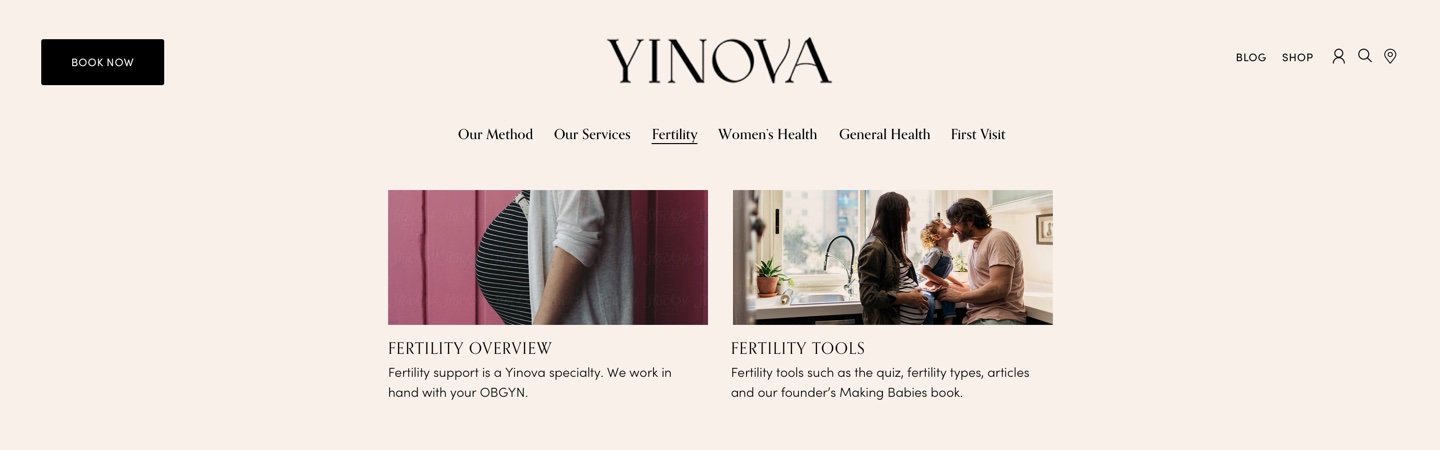 BOOK NOW
YINOVA
BLOG SHOP
Our Method Our Services Fertility Women's Health General Health First Visit
FERTILITY OVERVIEW
Fertility support is a Yinova specialty. We work in
hand with your OBGYN.
FERTILITY TOOLS
Fertility tools such as the quiz, fertility types, articles
and our founder’s Making Babies book.